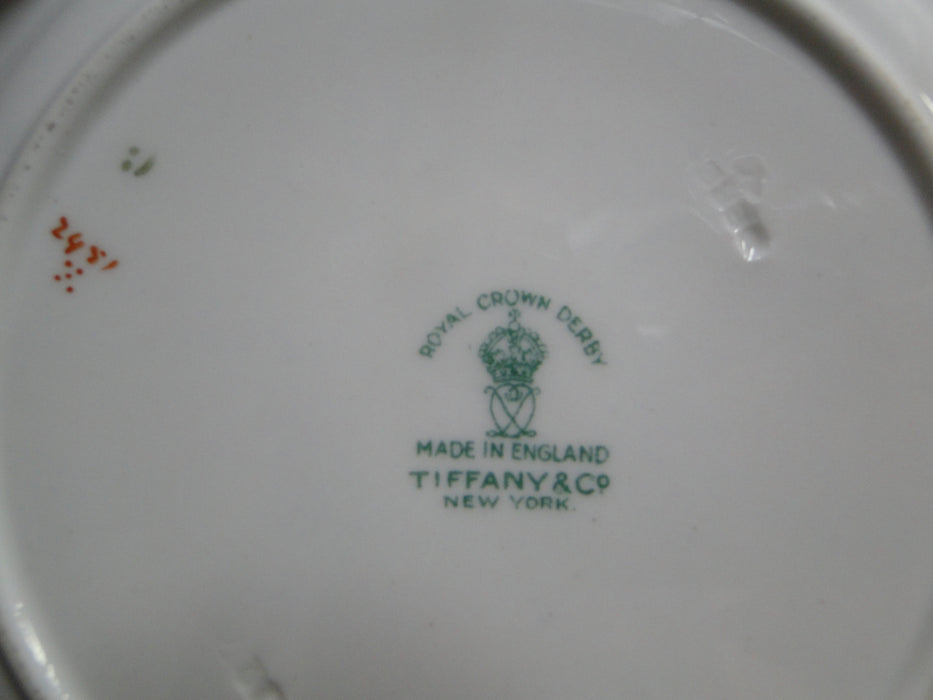 2451
ROYAL CROWN DERBY
MADE IN ENGLAND
TIFFANY & Co
NEW YORK.